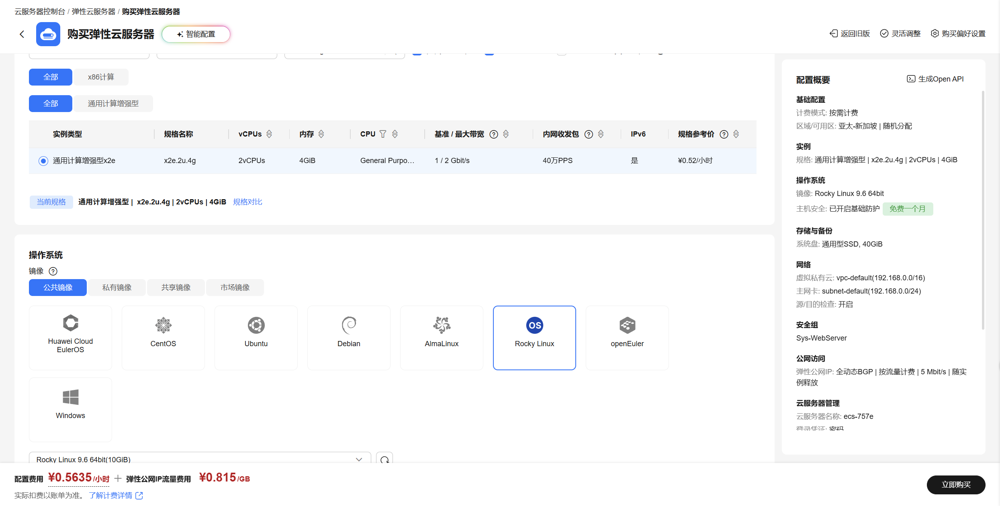 云服务器控制台 / 弹性云服务器 / 购买弹性云服务器
购买弹性云服务器
智能配置
返回旧版
灵活调整
购买偏好设置
全部
x86计算
全部
通用计算增强型
实例类型
规格名称
vCPUs
内存
CPU
基准 / 最大带宽
内网收发包
IPv6
规格参考价
通用计算增强型x2e
x2e.2u.4g
2vCPUs
4GiB
General Purpo...
1 / 2 Gbit/s
40万PPS
是
¥0.52/小时
当前规格
通用计算增强型 | x2e.2u.4g | 2vCPUs | 4GiB
规格对比
操作系统
镜像
公共镜像
私有镜像
共享镜像
市场镜像
Huawei Cloud
EulerOS
CentOS
Ubuntu
Debian
AlmaLinux
OS
Rocky Linux
openEuler
Windows
Rocky Linux 9.6 64bit(10GiB)
配置概要
生成Open API
基础配置
计费模式: 按需计费
区域/可用区: 亚太-新加坡 | 随机分配
实例
规格: 通用计算增强型 | x2e.2u.4g | 2vCPUs | 4GiB
操作系统
镜像: Rocky Linux 9.6 64bit
主机安全: 已开启基础防护 免费一个月
存储与备份
系统盘: 通用型SSD, 40GiB
网络
虚拟私有云: vpc-default(192.168.0.0/16)
主网卡: subnet-default(192.168.0.0/24)
源/目的检查: 开启
安全组
Sys-WebServer
公网访问
弹性公网IP: 全动态BGP | 按流量计费 | 5 Mbit/s | 随实
例释放
云服务器管理
云服务器名称: ecs-757e
登录凭证: 密码
配置费用 ¥0.5635/小时 + 弹性公网IP流量费用 ¥0.815/GB
实际扣费以账单为准。 了解计费详情
立即购买